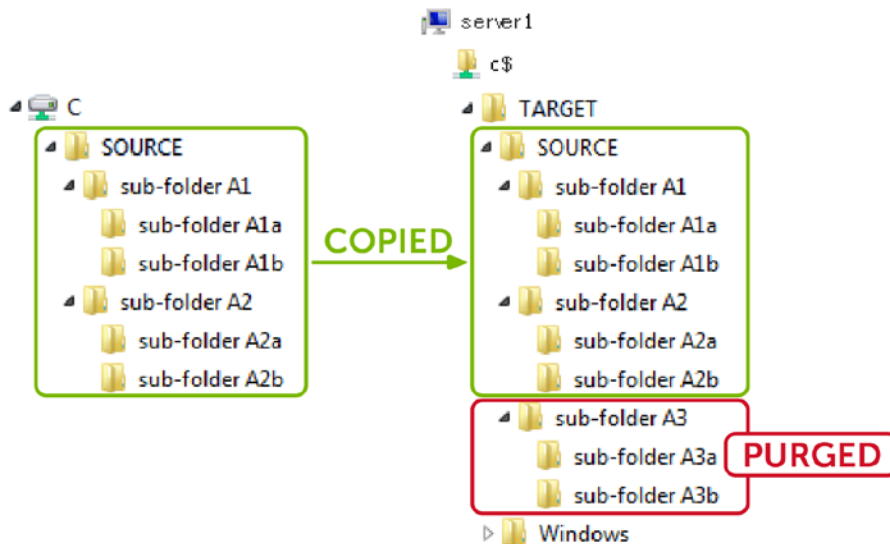 server1
c$
C
SOURCE
sub-folder A1
sub-folder A1a
sub-folder A1b
sub-folder A2
sub-folder A2a
sub-folder A2b
COPIED
TARGET
SOURCE
sub-folder A1
sub-folder A1a
sub-folder A1b
sub-folder A2
sub-folder A2a
sub-folder A2b
sub-folder A3
sub-folder A3a
sub-folder A3b
PURGED
Windows